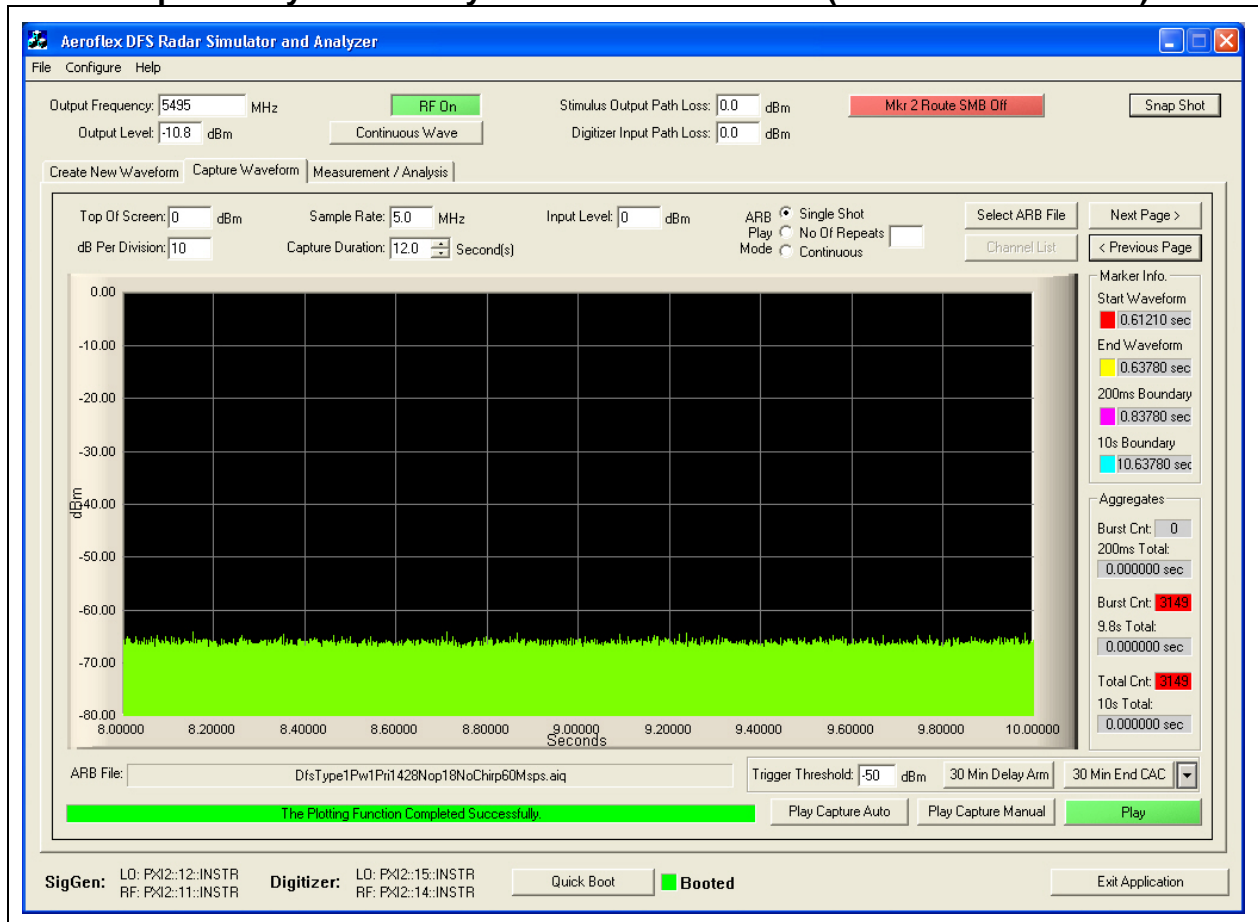 Aeroflex DFS Radar Simulator and Analyzer
File Configure Help
Output Frequency: 5495 MHz RF On Stimulus Output Path Loss: 0.0 dBm Mkr 2 Route SMB Off Snap Shot
Output Level: -10.8 dBm Continuous Wave Digitizer Input Path Loss: 0.0 dBm
Create New Waveform Capture Waveform Measurement / Analysis
Top Of Screen: 0 dBm Sample Rate: 5.0 MHz Input Level: 0 dBm ARB Play Mode Single Shot Select ARB File Next Page >
No Of Repeats
dB Per Division: 10 Capture Duration: 12.0 Second(s) Continuous Channel List < Previous Page
0.00
-10.00
-20.00
-30.00
-40.00
-50.00
-60.00
-70.00
-80.00
dBm
8.00000 8.20000 8.40000 8.60000 8.80000 9.00000 9.20000 9.40000 9.60000 9.80000 10.00000
Seconds
Marker Info.
Start Waveform
0.61210 sec
End Waveform
0.63780 sec
200ms Boundary
0.83780 sec
10s Boundary
10.63780 sec
Aggregates
Burst Cnt: 0
200ms Total:
0.000000 sec
Burst Cnt: 3149
9.8s Total:
0.000000 sec
Total Cnt: 3149
10s Total:
0.000000 sec
ARB File: DfsType1Pw1Pri1428Nop18NoChirp60Msps.aiq Trigger Threshold: -50 dBm 30 Min Delay Arm 30 Min End CAC
The Plotting Function Completed Successfully. Play Capture Auto Play Capture Manual Play
SigGen: LO: PXI2::12::INSTR Digitizer: LO: PXI2::15::INSTR Quick Boot Booted Exit Application
RF: PXI2::11::INSTR RF: PXI2::14::INSTR